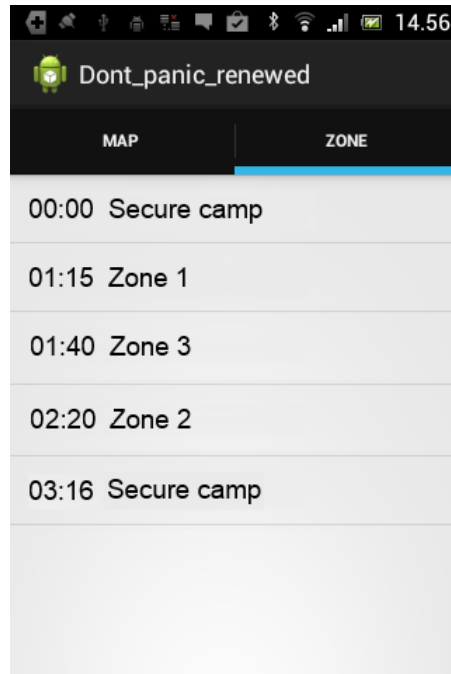 14.56
Dont_panic_renewed
MAP ZONE
00:00 Secure camp
01:15 Zone 1
01:40 Zone 3
02:20 Zone 2
03:16 Secure camp